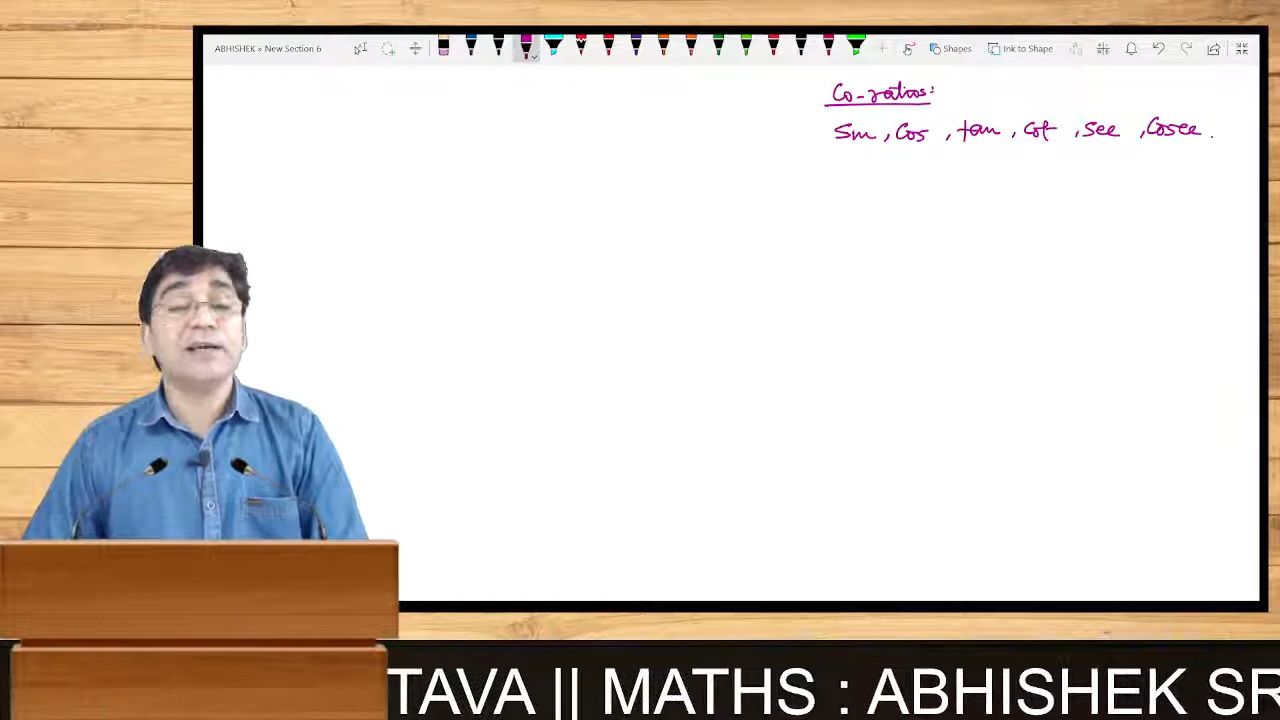 ABHISHEK » New Section 6
Shapes
Ink to Shape
Co-ratios:
Sin, Cos, tan, cot, sec, Cosec.
TAVA || MATHS : ABHISHEK SR